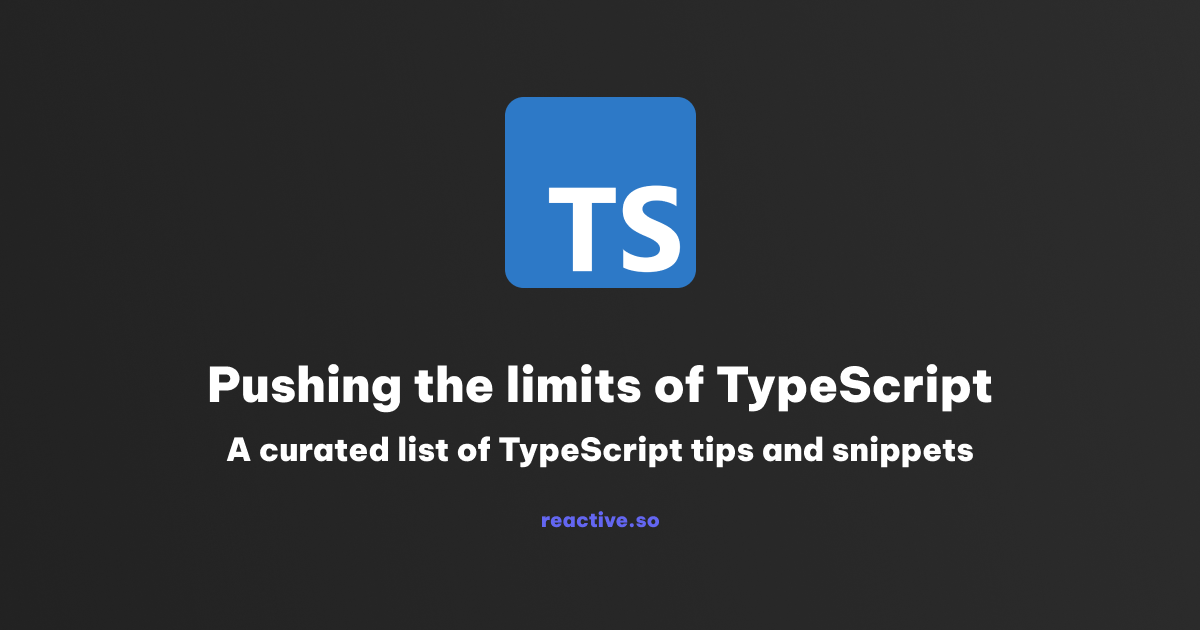 TS
Pushing the limits of TypeScript
A curated list of TypeScript tips and snippets
reactive.so